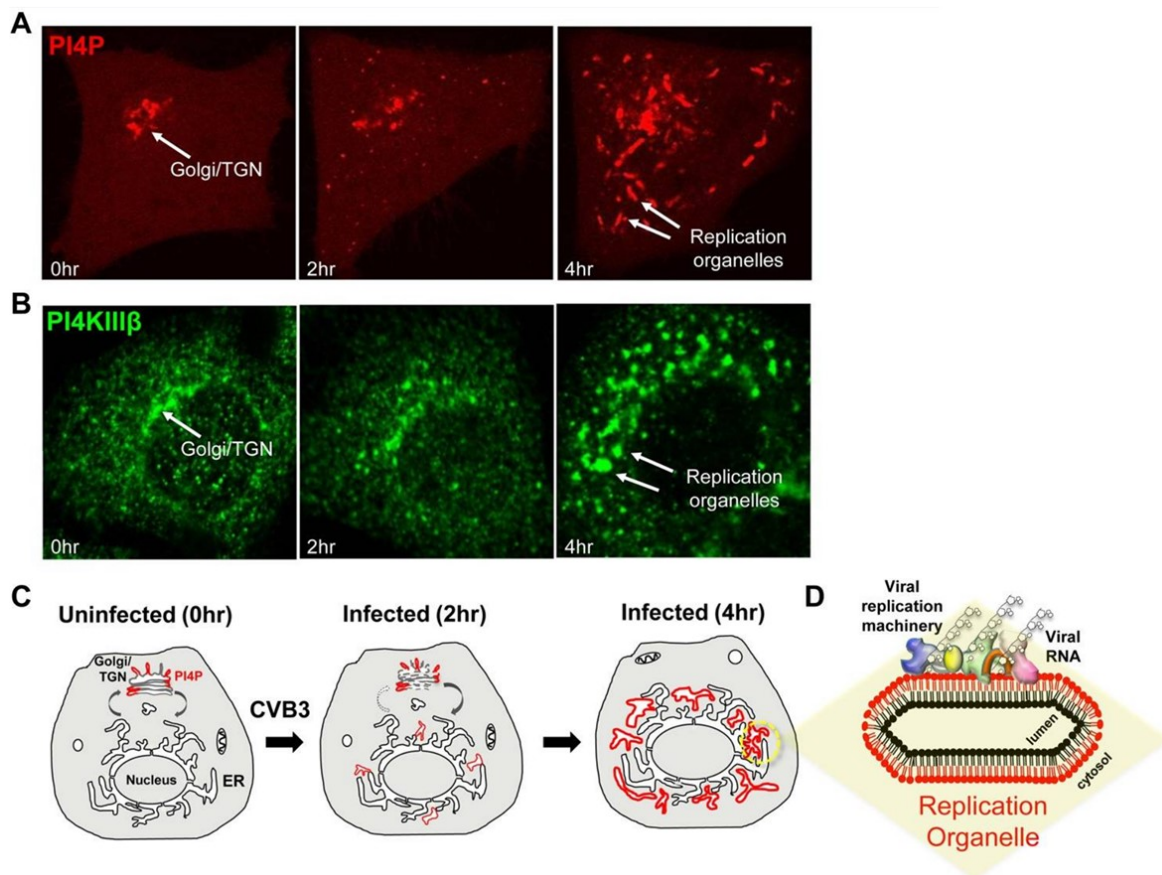 A
PI4P
Golgi/TGN
0hr
2hr
Replication
organelles
4hr
B
PI4KIIIβ
Golgi/TGN
0hr
2hr
Replication
organelles
4hr
C
Uninfected (0hr)
Golgi/
TGN
PI4P
Nucleus
ER
CVB3
Infected (2hr)
Infected (4hr)
D
Viral
replication
machinery
Viral
RNA
lumen
cytosol
Replication
Organelle